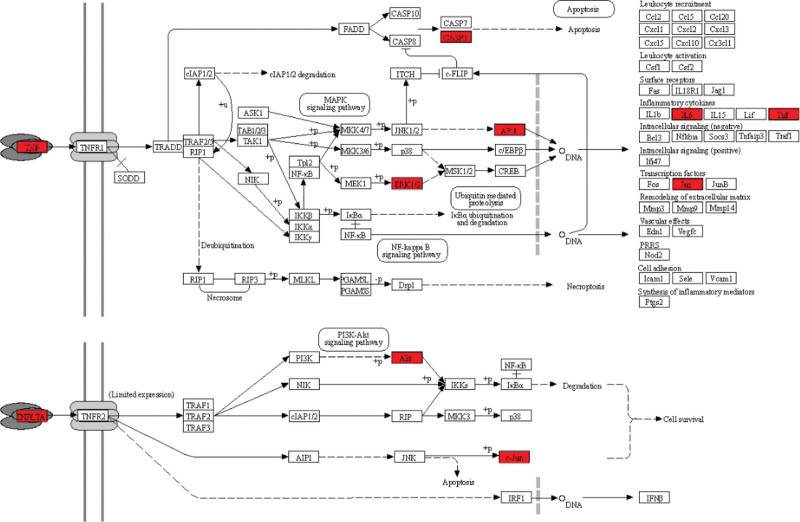 CASP10
FADD
CASP7
CASP3
CASP8
Apoptosis
Apoptosis
cIAP1/2
cIAP1/2 degradation
ITCH
c-FLIP
+u
+p
MAPK
signaling pathway
ASK1
TNF
TNFR1
TRADD
TRAF2/5
RIP1
TAB1/2/3
TAK1
+p
+p
MKK4/7
+p
JNK1/2
+p
AP-1
MKK3/6
+p
p38
c/EBPβ
DNA
SODD
NIK
Tpl2
NF-κB
+p
MEK1
+p
ERK1/2
MSK1/2
CREB
+p
Ubiquitin mediated
proteolysis
IKKβ
IKKα
IKKγ
+p
IκBα
IκBα ubiquitination
and degradation
NF-κB
DNA
NF-kappa B
signaling pathway
Deubiquitination
RIP1
RIP3
+p
MLKL
PGAM5L
PGAM5S
-p
Drp1
Necroptosis
Necrosome
Leukocyte recruitment
Ccl2 Ccl5 Ccl20
Cxcl1 Cxcl2 Cxcl3
Cxcl5 Cxcl10 Cx3cl1
Leukocyte activation
Csf1 Csf2
Surface receptors
Fas IL18R1 Jag1
Inflammatory cytokines
IL1b IL6 IL15 Lif TNF
Intracellular signaling (negative)
Bcl3 Nfkbia Socs3 Tnfaip3 Traf1
Intracellular signaling (positive)
Ifi47
Transcription factors
Fos Jun JunB
Remodeling of extracellular matrix
Mmp3 Mmp9 Mmp14
Vascular effects
Edn1 Vegfc
PRRS
Nod2
Cell adhesion
Icam1 Sele Vcam1
Synthesis of inflammatory mediators
Ptgs2
PI3K-Akt
signaling pathway
PI3K
+p
Akt
+p
NF-κB
NIK
IKKs
+p
IκBα
Degradation
(Limited expression)
TNFR2
TRAF1
TRAF2
TRAF3
cIAP1/2
RIP
+p
MKK3
+p
p38
Cell survival
AIP1
JNK
+p
c-Jun
Apoptosis
IRF1
DNA
IFNβ